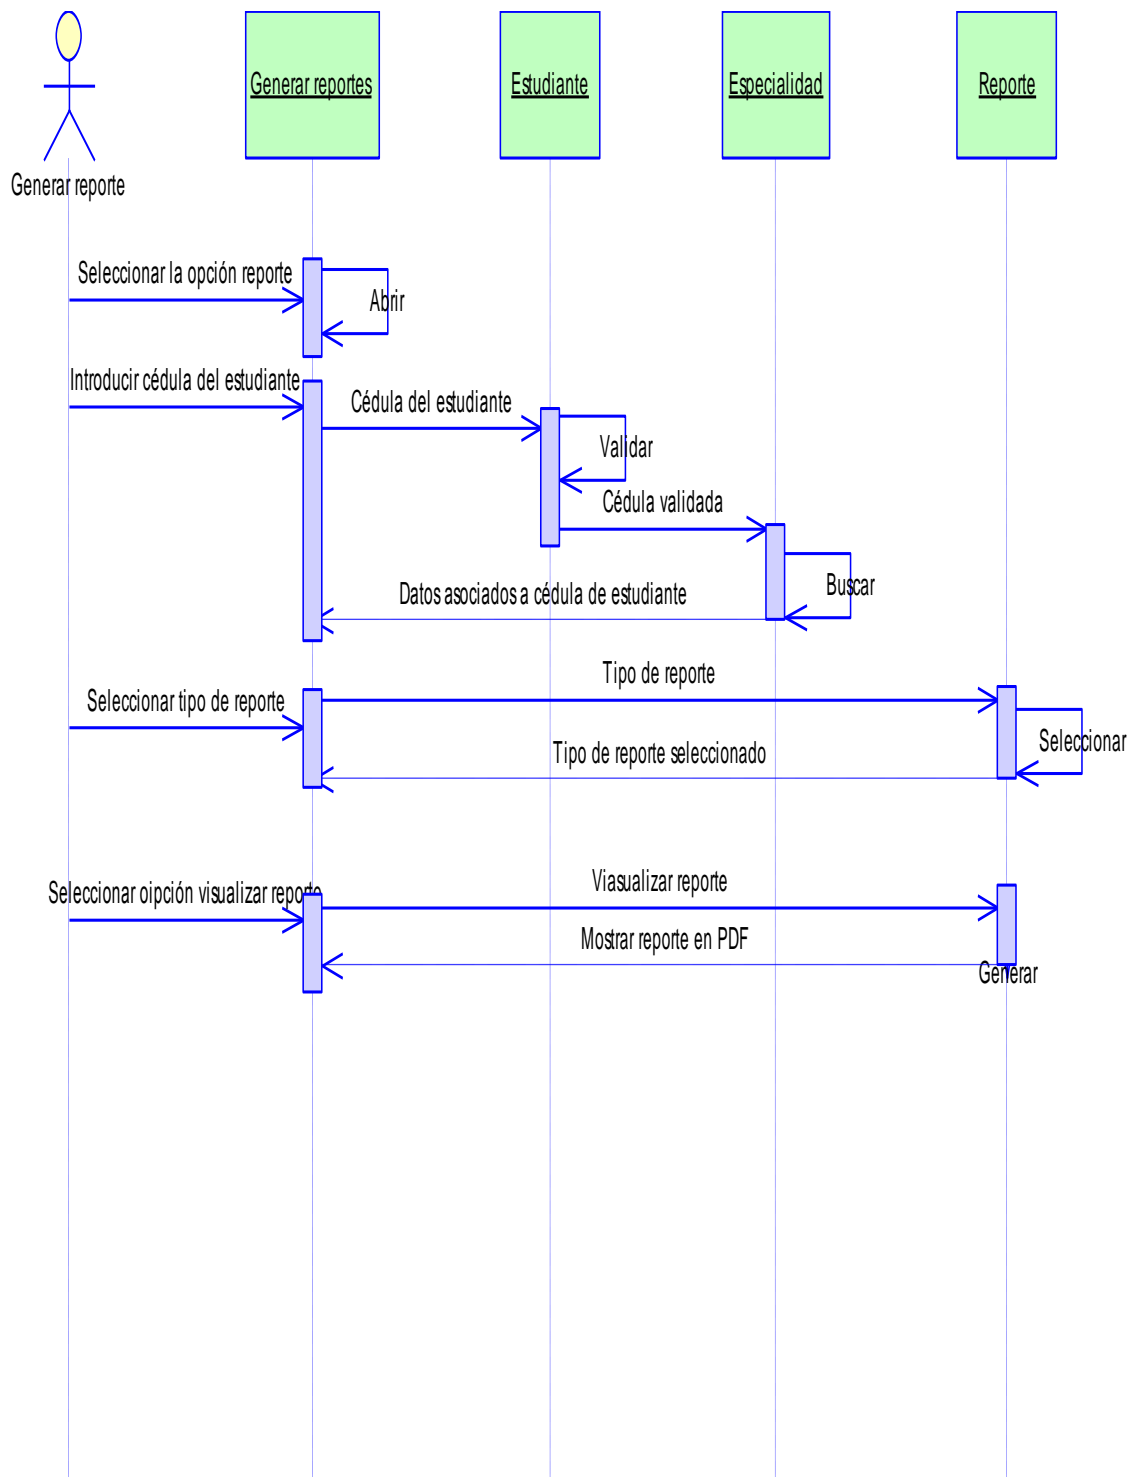 Generar reportes
Estudiante
Especialidad
Reporte
Generar reporte
Seleccionar la opción reporte
Abrir
Introducir cédula del estudiante
Cédula del estudiante
Validar
Cédula validada
Buscar
Datos asociados a cédula de estudiante
Tipo de reporte
Seleccionar tipo de reporte
Seleccionar
Tipo de reporte seleccionado
Viasualizar reporte
Seleccionar oipción visualizar reporte
Mostrar reporte en PDF
Generar